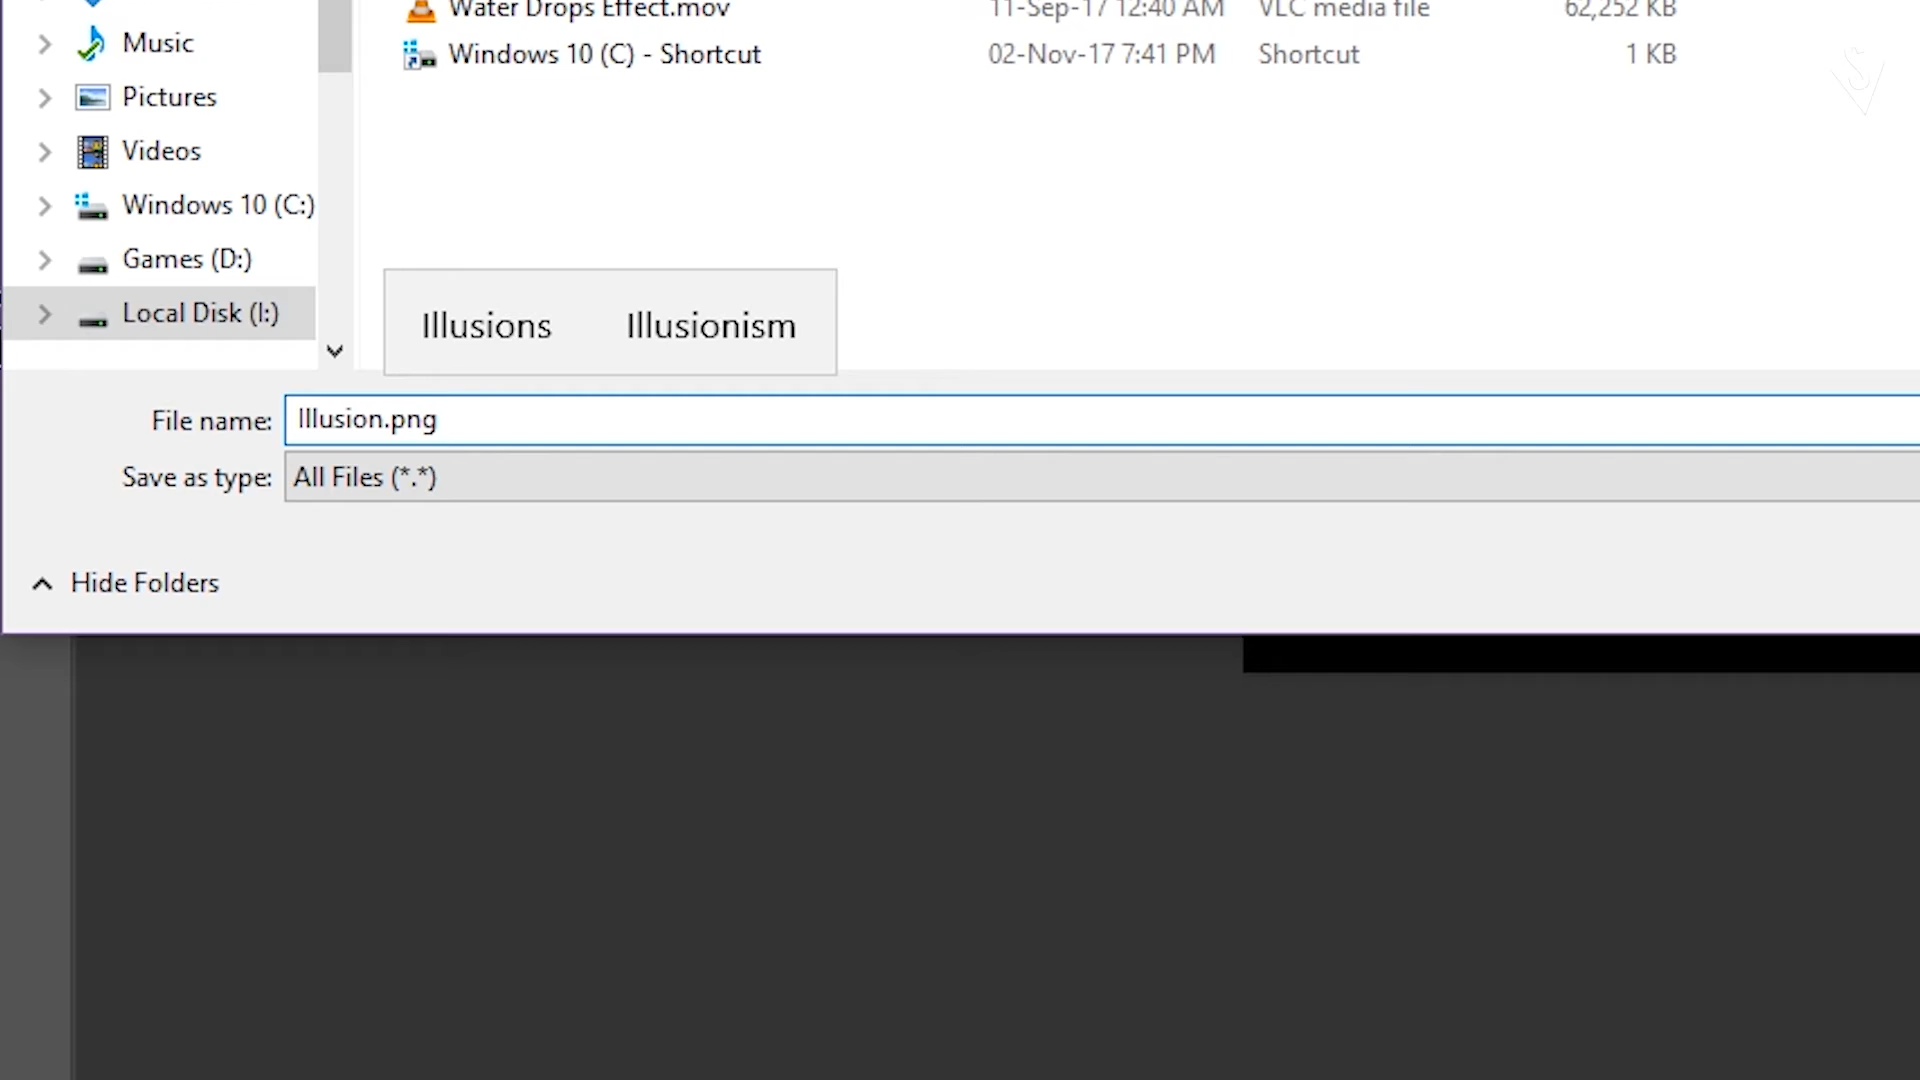 Water Drops Effect.mov 11-Sep-17 12:40 AM VLC media file 62,252 KB
Music
Windows 10 (C) - Shortcut 02-Nov-17 7:41 PM Shortcut 1 KB
Pictures
Videos
Windows 10 (C:)
Games (D:)
Local Disk (I:)
Illusions Illusionism
File name: Illusion.png
Save as type: All Files (*.*)
Hide Folders